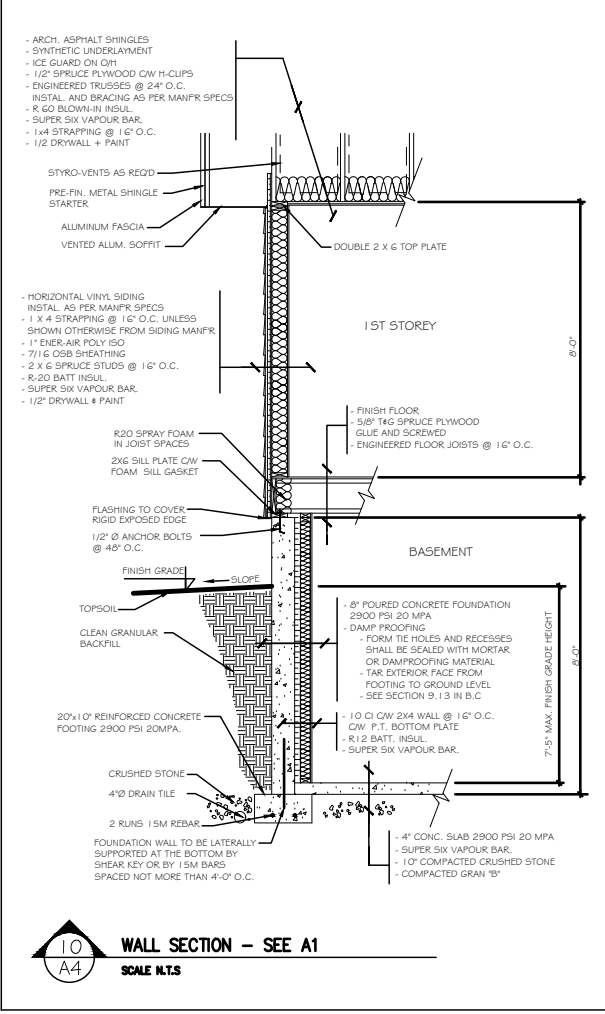 - ARCH. ASPHALT SHINGLES
- SYNTHETIC UNDERLAYMENT
- ICE GUARD ON O/H
- 1/2" SPRUCE PLYWOOD C/W H-CLIPS
- ENGINEERED TRUSSES @ 24" O.C.
INSTAL. AND BRACING AS PER MANF'R SPECS
- R 60 BLOWN-IN INSUL.
- SUPER SIX VAPOUR BAR.
- 1x4 STRAPPING @ 16" O.C.
- 1/2 DRYWALL + PAINT
STYRO-VENTS AS REQ'D
PRE-FIN. METAL SHINGLE
STARTER
ALUMINUM FASCIA
VENTED ALUM. SOFFIT
DOUBLE 2 X 6 TOP PLATE
- HORIZONTAL VINYL SIDING
INSTAL. AS PER MANF'R SPECS
- 1 X 4 STRAPPING @ 16" O.C. UNLESS
SHOWN OTHERWISE FROM SIDING MANF'R
- 1" ENER-AIR POLY ISO
- 7/16 OSB SHEATHING
- 2 X 6 SPRUCE STUDS @ 16" O.C.
- R-20 BATT INSUL.
- SUPER SIX VAPOUR BAR.
- 1/2" DRYWALL & PAINT
1ST STOREY
8'-0"
- FINISH FLOOR
- 5/8" T&G SPRUCE PLYWOOD
GLUE AND SCREWED
- ENGINEERED FLOOR JOISTS @ 16" O.C.
R20 SPRAY FOAM
IN JOIST SPACES
2X6 SILL PLATE C/W
FOAM SILL GASKET
FLASHING TO COVER
RIGID EXPOSED EDGE
1/2" Ø ANCHOR BOLTS
@ 48" O.C.
BASEMENT
FINISH GRADE
SLOPE
TOPSOIL
CLEAN GRANULAR
BACKFILL
- 8" POURED CONCRETE FOUNDATION
2900 PSI 20 MPA
- DAMP PROOFING
- FORM TIE HOLES AND RECESSES
SHALL BE SEALED WITH MORTAR
OR DAMPROOFING MATERIAL
- TAR EXTERIOR FACE FROM
FOOTING TO GROUND LEVEL
- SEE SECTION 9.13 IN B.C
7'-5" MAX. FINISH GRADE HEIGHT
8'-0"
20"x10" REINFORCED CONCRETE
FOOTING 2900 PSI 20MPA.
- 10 CI C/W 2X4 WALL @ 16" O.C.
C/W P.T. BOTTOM PLATE
- R12 BATT. INSUL.
- SUPER SIX VAPOUR BAR.
CRUSHED STONE
4"Ø DRAIN TILE
2 RUNS 15M REBAR
FOUNDATION WALL TO BE LATERALLY
SUPPORTED AT THE BOTTOM BY
SHEAR KEY OR BY 15M BARS
SPACED NOT MORE THAN 4'-0" O.C.
- 4" CONC. SLAB 2900 PSI 20 MPA
- SUPER SIX VAPOUR BAR.
- 10" COMPACTED CRUSHED STONE
- COMPACTED GRAN "B"
10
A4
WALL SECTION - SEE A1
SCALE N.T.S